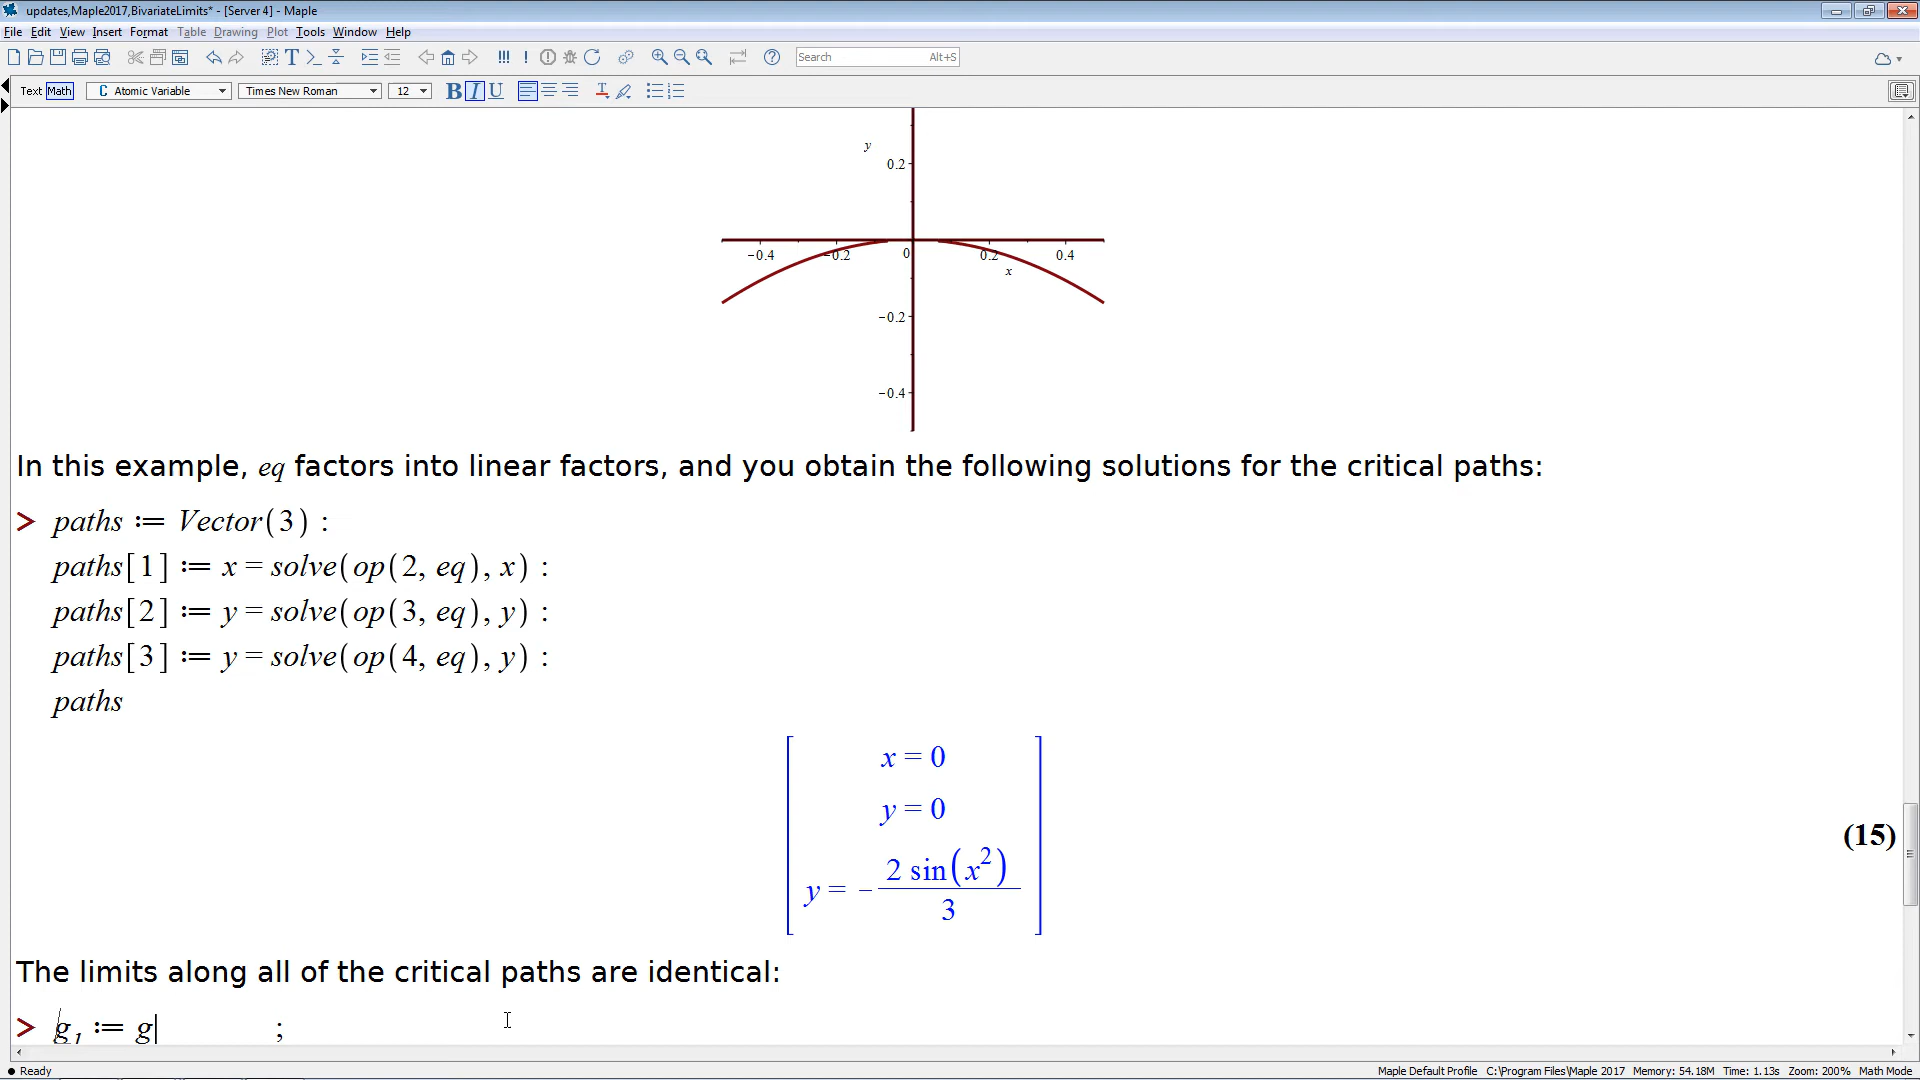 updates,Maple2017,BivariateLimits* - [Server 4] - Maple
File Edit View Insert Format Table Drawing Plot Tools Window Help
Search Alt+S
Text Math C Atomic Variable Times New Roman 12 B I U
y
0.2
−0.4 −0.2 0 0.2 0.4
x
−0.2
−0.4
In this example, eq factors into linear factors, and you obtain the following solutions for the critical paths:
> paths := Vector(3) :
paths[1] := x = solve(op(2, eq), x) :
paths[2] := y = solve(op(3, eq), y) :
paths[3] := y = solve(op(4, eq), y) :
paths
x = 0
y = 0
y = − 2 sin(x²) / 3
(15)
The limits along all of the critical paths are identical:
> g₁ := g ;
Ready Maple Default Profile C:\Program Files\Maple 2017 Memory: 54.18M Time: 1.13s Zoom: 200% Math Mode